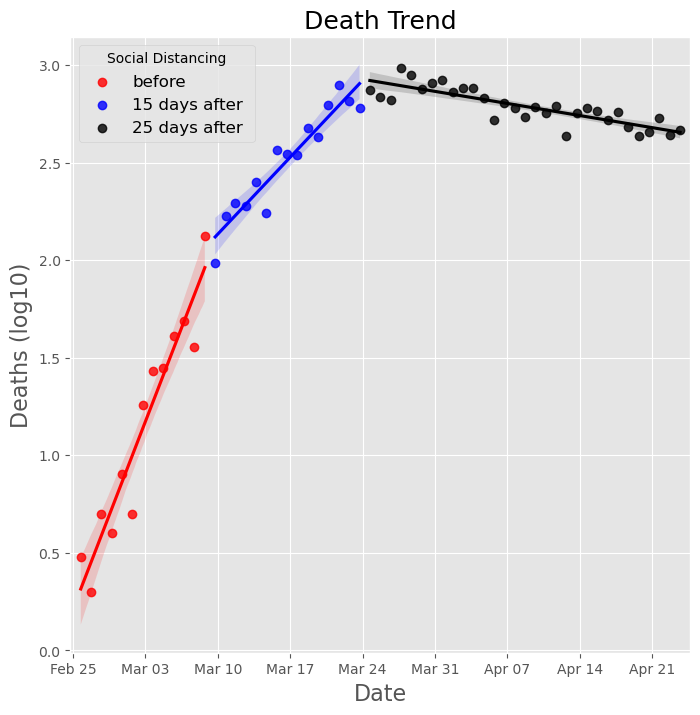 Death Trend
Social Distancing
before
15 days after
25 days after
3.0
2.5
2.0
1.5
1.0
0.5
0.0
Deaths (log10)
Feb 25 Mar 03 Mar 10 Mar 17 Mar 24 Mar 31 Apr 07 Apr 14 Apr 21
Date